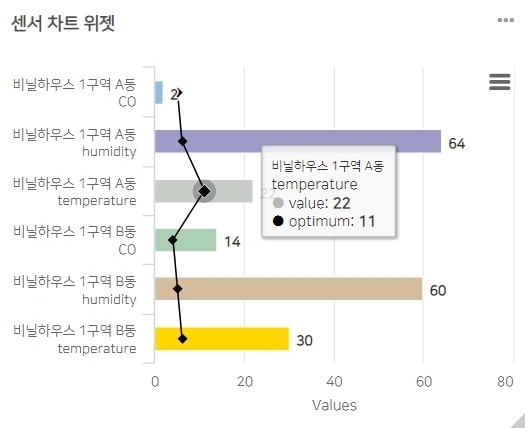 센서 차트 위젯
비닐하우스 1구역 A동
CO
2
비닐하우스 1구역 A동
humidity
64
비닐하우스 1구역 A동
temperature
22
비닐하우스 1구역 A동
temperature
value: 22
optimum: 11
비닐하우스 1구역 B동
CO
14
비닐하우스 1구역 B동
humidity
60
비닐하우스 1구역 B동
temperature
30
0 20 40 60 80
Values